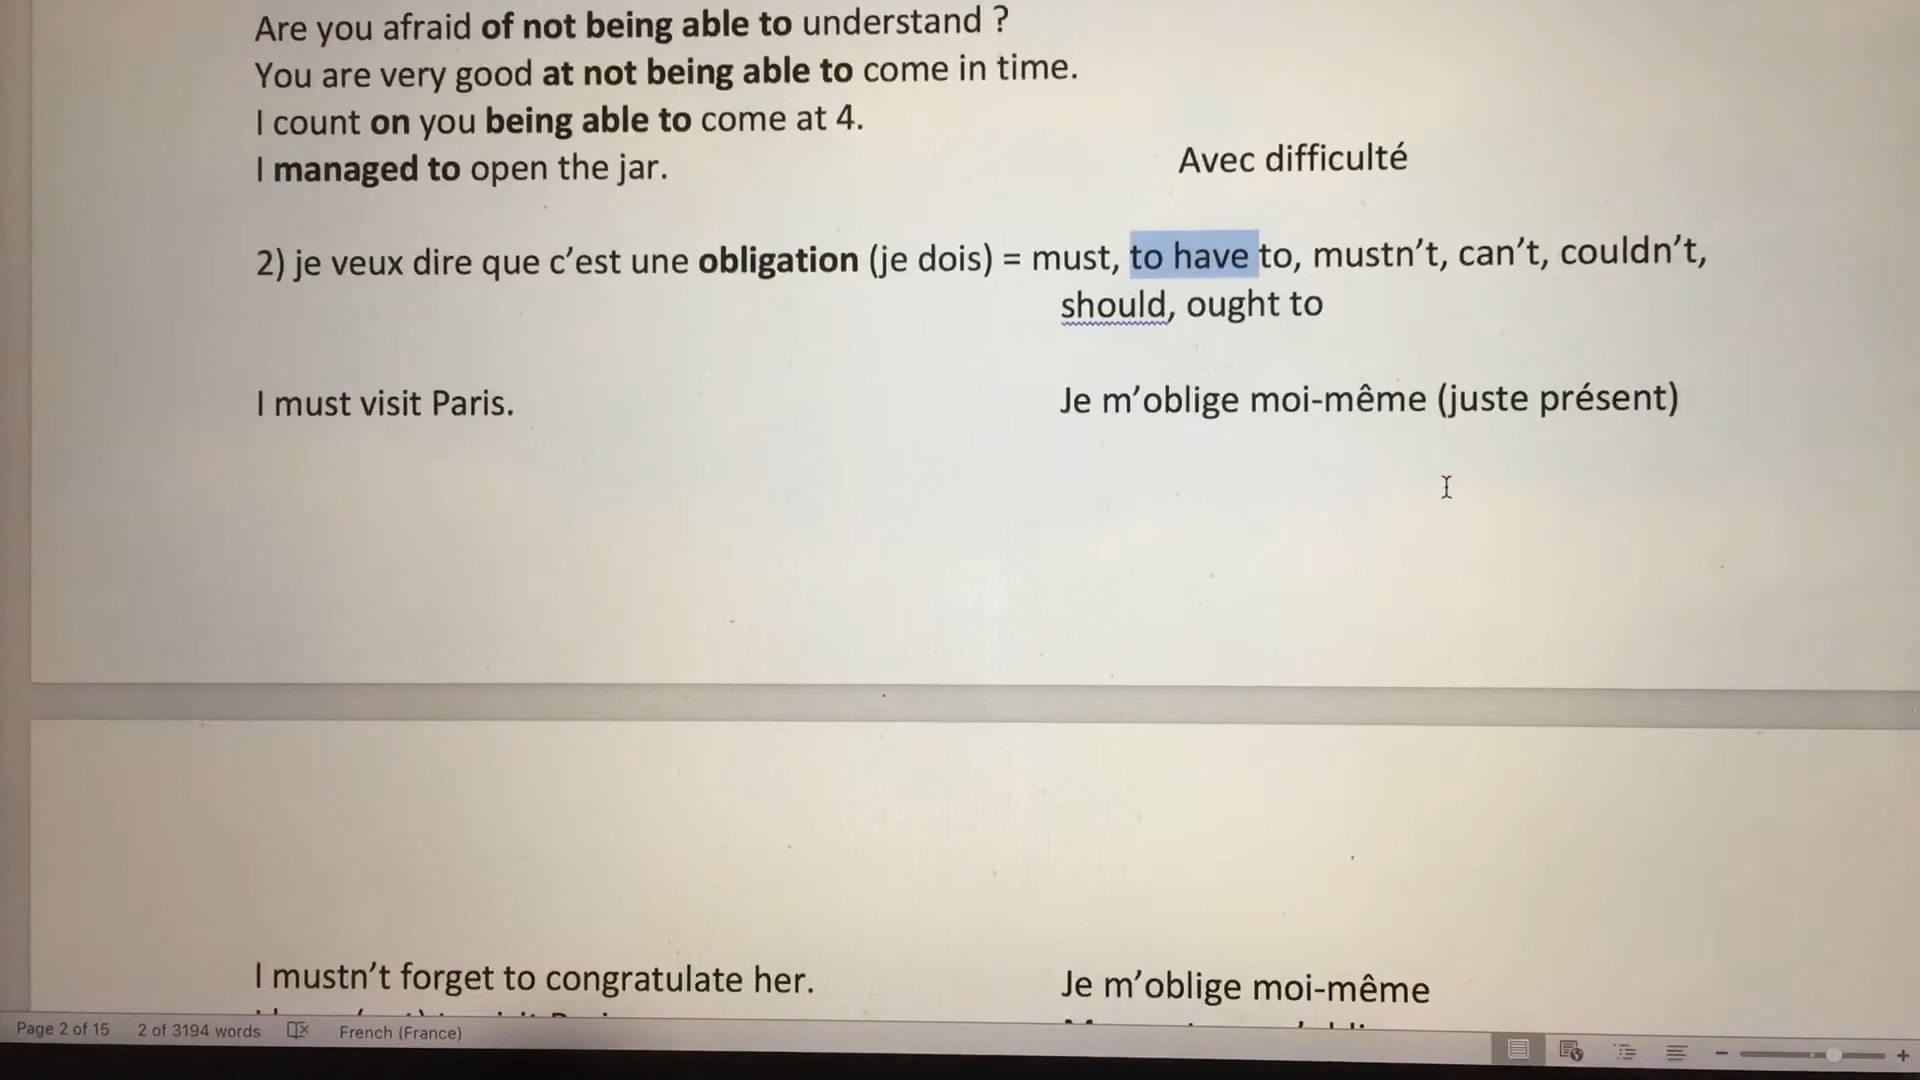 Are you afraid of not being able to understand ?
You are very good at not being able to come in time.
I count on you being able to come at 4.
I managed to open the jar.
Avec difficulté
2) je veux dire que c’est une obligation (je dois) = must, to have to, mustn’t, can’t, couldn’t,
should, ought to
I must visit Paris.
Je m’oblige moi-même (juste présent)
I mustn’t forget to congratulate her.
Je m’oblige moi-même
Page 2 of 15
2 of 3194 words
French (France)